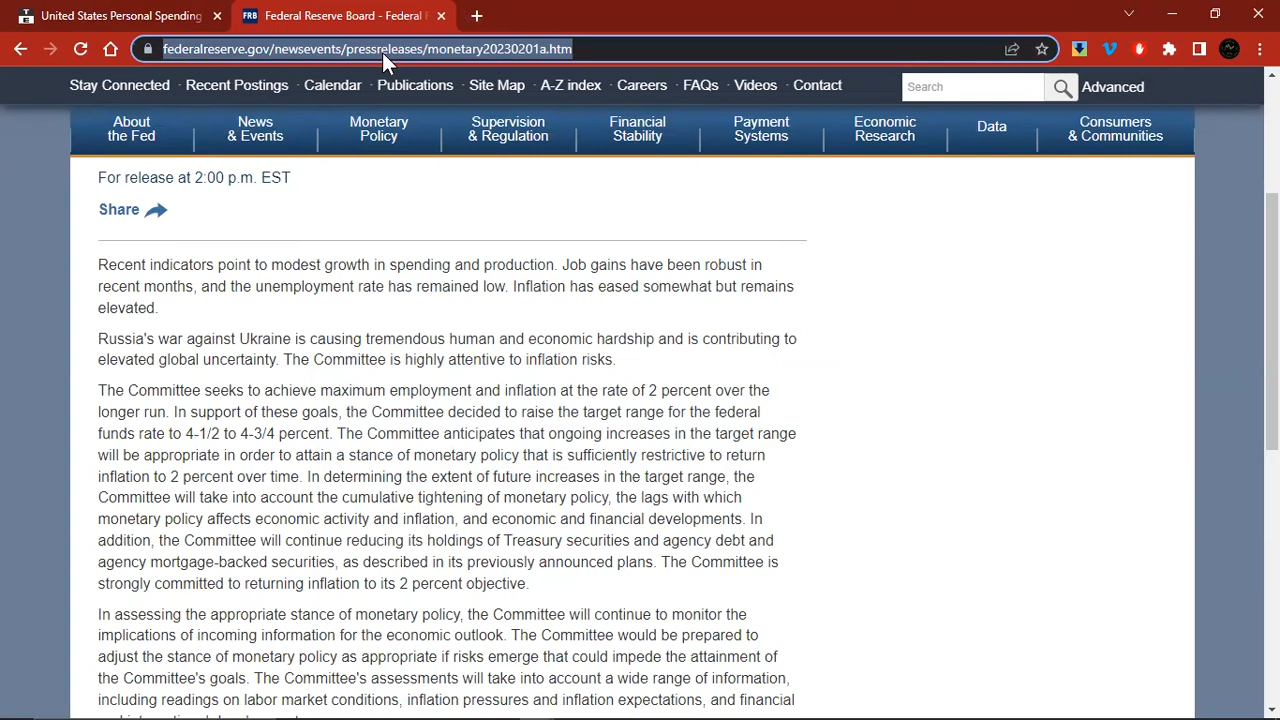 United States Personal Spending
FRB
Federal Reserve Board - Federal
federalreserve.gov/newsevents/pressreleases/monetary20230201a.htm
Stay Connected · Recent Postings · Calendar · Publications · Site Map · A-Z index · Careers · FAQs · Videos · Contact
Search
Advanced
About
the Fed
News
& Events
Monetary
Policy
Supervision
& Regulation
Financial
Stability
Payment
Systems
Economic
Research
Data
Consumers
& Communities
For release at 2:00 p.m. EST
Share
Recent indicators point to modest growth in spending and production. Job gains have been robust in
recent months, and the unemployment rate has remained low. Inflation has eased somewhat but remains
elevated.
Russia's war against Ukraine is causing tremendous human and economic hardship and is contributing to
elevated global uncertainty. The Committee is highly attentive to inflation risks.
The Committee seeks to achieve maximum employment and inflation at the rate of 2 percent over the
longer run. In support of these goals, the Committee decided to raise the target range for the federal
funds rate to 4-1/2 to 4-3/4 percent. The Committee anticipates that ongoing increases in the target range
will be appropriate in order to attain a stance of monetary policy that is sufficiently restrictive to return
inflation to 2 percent over time. In determining the extent of future increases in the target range, the
Committee will take into account the cumulative tightening of monetary policy, the lags with which
monetary policy affects economic activity and inflation, and economic and financial developments. In
addition, the Committee will continue reducing its holdings of Treasury securities and agency debt and
agency mortgage-backed securities, as described in its previously announced plans. The Committee is
strongly committed to returning inflation to its 2 percent objective.
In assessing the appropriate stance of monetary policy, the Committee will continue to monitor the
implications of incoming information for the economic outlook. The Committee would be prepared to
adjust the stance of monetary policy as appropriate if risks emerge that could impede the attainment of
the Committee's goals. The Committee's assessments will take into account a wide range of information,
including readings on labor market conditions, inflation pressures and inflation expectations, and financial